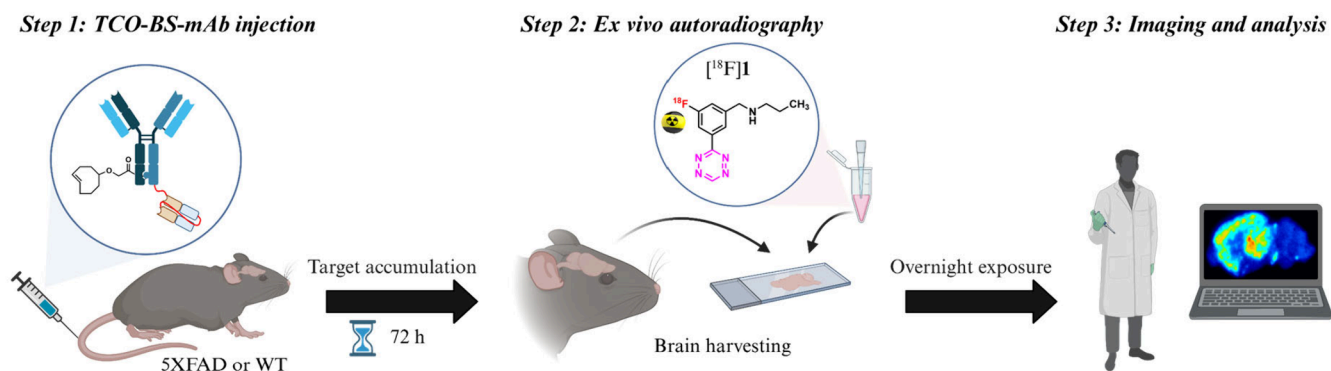 Step 1: TCO-BS-mAb injection
Step 2: Ex vivo autoradiography
Step 3: Imaging and analysis
[¹⁸F]1
¹⁸F
N
H
CH₃
N
N
N
N
O
O
Target accumulation
72 h
Overnight exposure
5XFAD or WT
Brain harvesting